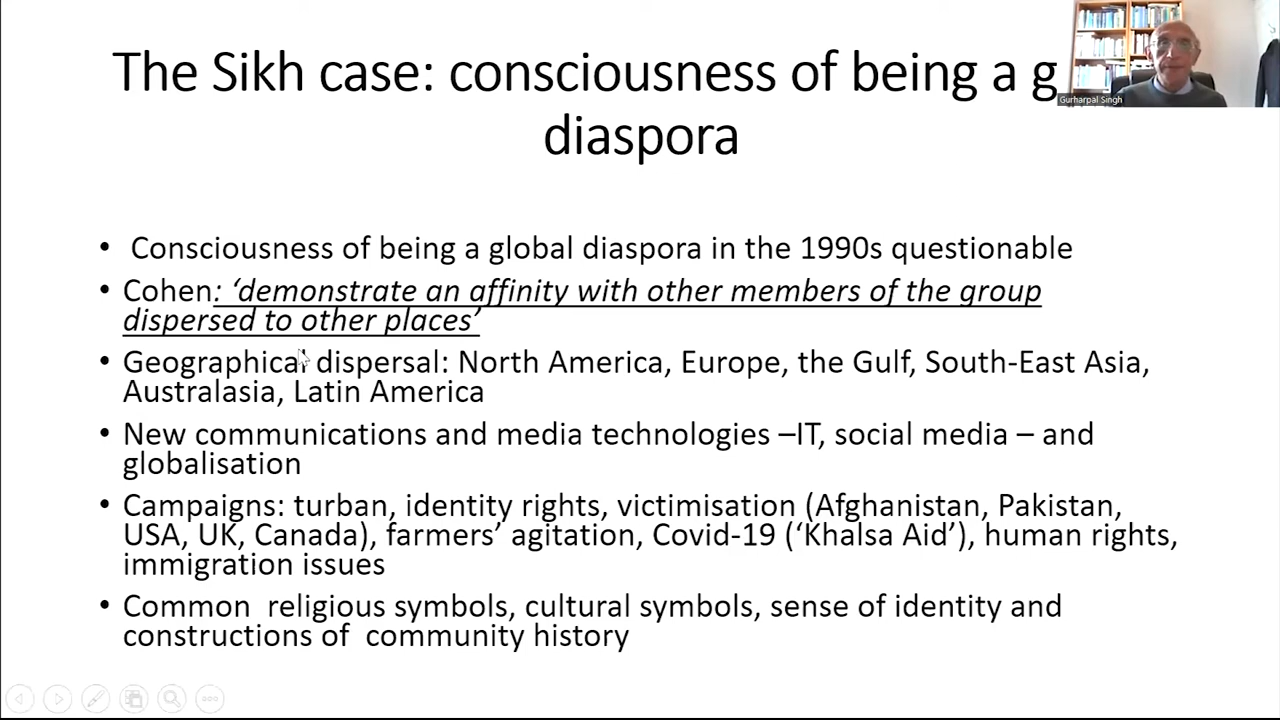 The Sikh case: consciousness of being a g
diaspora
Gurharpal Singh
• Consciousness of being a global diaspora in the 1990s questionable
• Cohen: ‘demonstrate an affinity with other members of the group
dispersed to other places’
• Geographical dispersal: North America, Europe, the Gulf, South-East Asia,
Australasia, Latin America
• New communications and media technologies –IT, social media – and
globalisation
• Campaigns: turban, identity rights, victimisation (Afghanistan, Pakistan,
USA, UK, Canada), farmers’ agitation, Covid-19 (‘Khalsa Aid’), human rights,
immigration issues
• Common religious symbols, cultural symbols, sense of identity and
constructions of community history